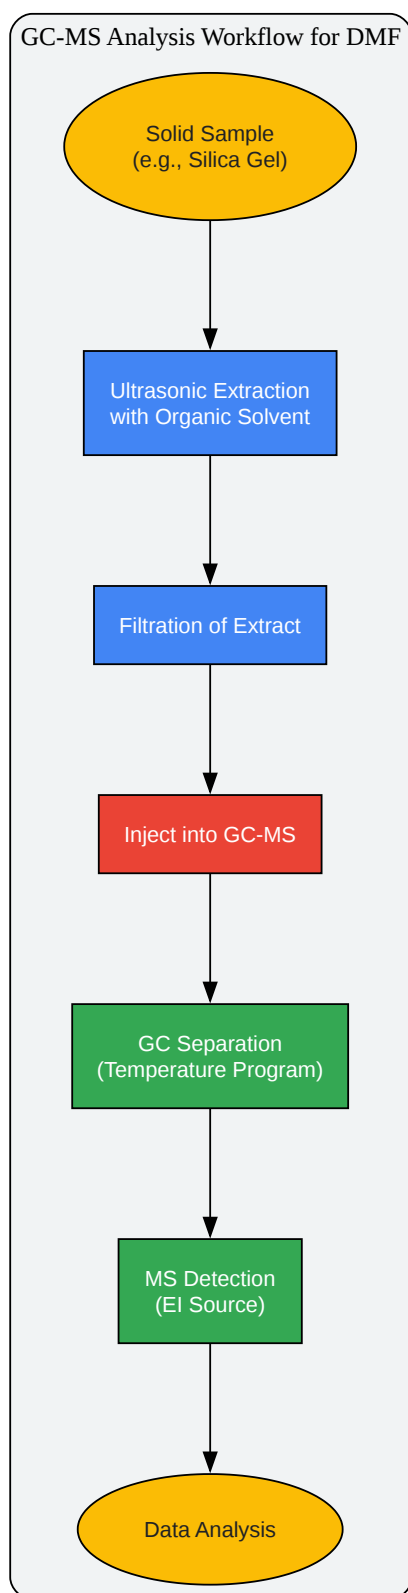 GC-MS Analysis Workflow for DMF
Solid Sample
(e.g., Silica Gel)
Ultrasonic Extraction
with Organic Solvent
Filtration of Extract
Inject into GC-MS
GC Separation
(Temperature Program)
MS Detection
(EI Source)
Data Analysis